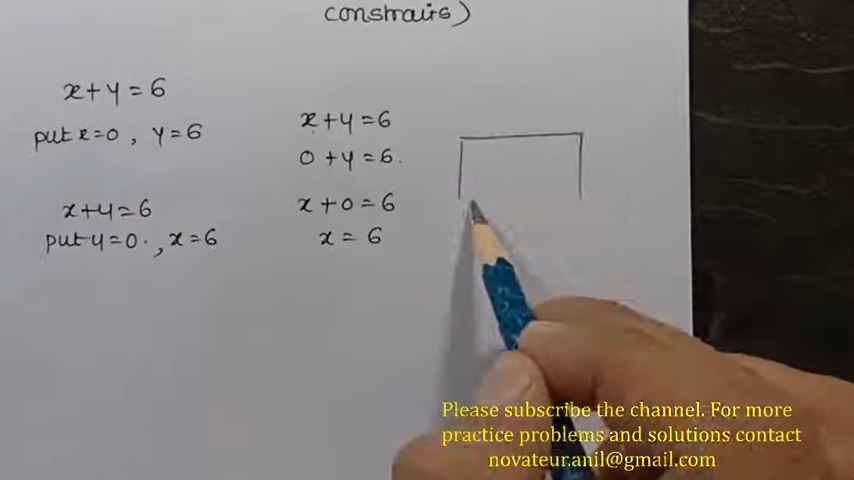 constrains)
x+y=6
put x=0, y=6
x+y=6
put y=0., x=6
x+y=6
0+y=6.
x+0=6
x=6
Please subscribe the channel. For more
practice problems and solutions contact
novateur.anil@gmail.com